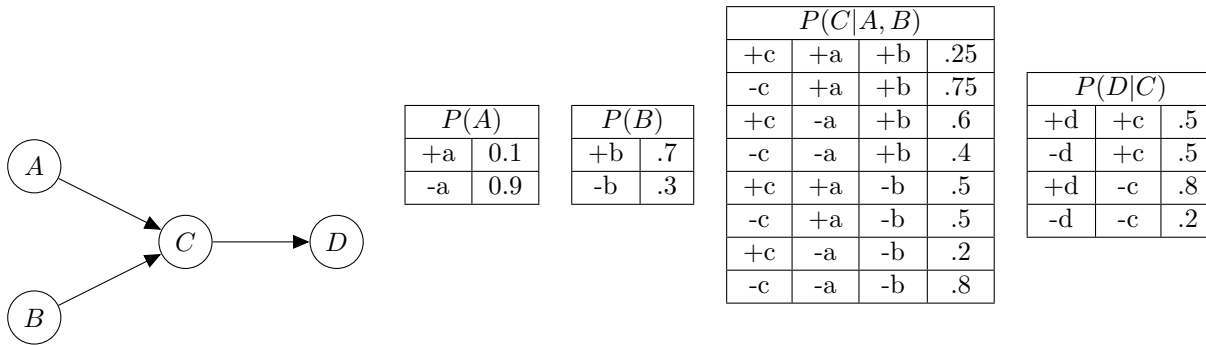 A
B
C
D
P(A)
+a 0.1
-a 0.9
P(B)
+b .7
-b .3
P(C|A, B)
+c +a +b .25
-c +a +b .75
+c -a +b .6
-c -a +b .4
+c +a -b .5
-c +a -b .5
+c -a -b .2
-c -a -b .8
P(D|C)
+d +c .5
-d +c .5
+d -c .8
-d -c .2